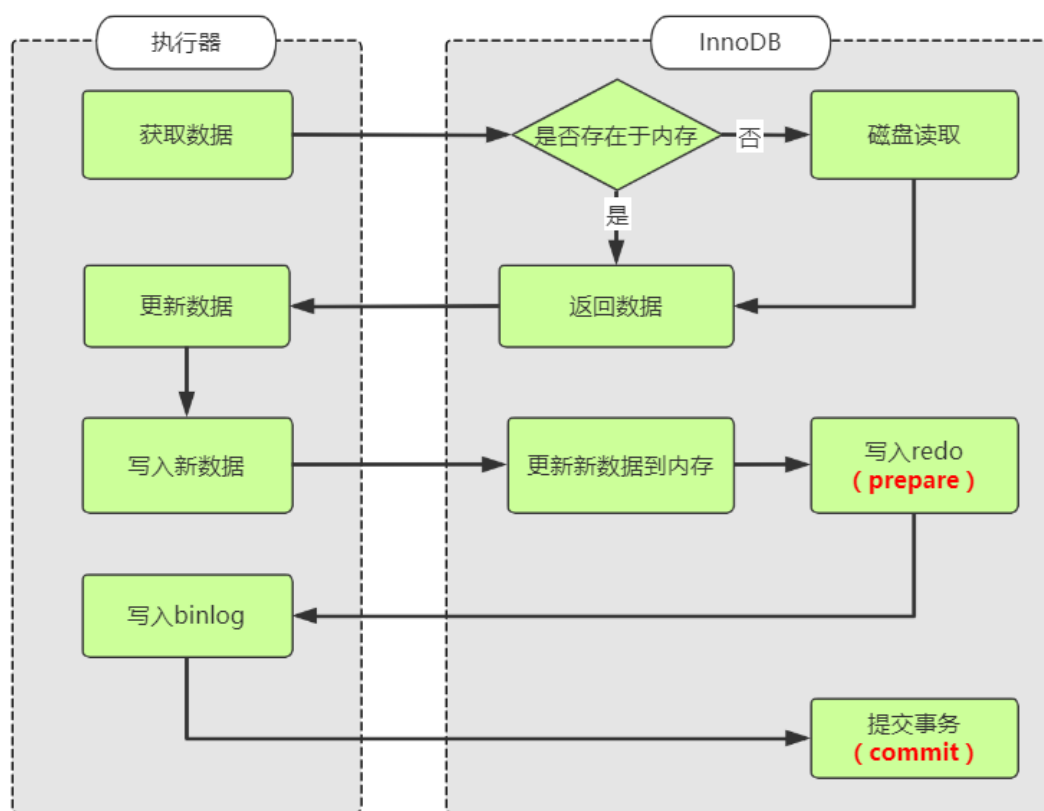 执行器
InnoDB
获取数据
是否存在于内存
否
磁盘读取
是
更新数据
返回数据
写入新数据
更新新数据到内存
写入redo
（prepare）
写入binlog
提交事务
（commit）